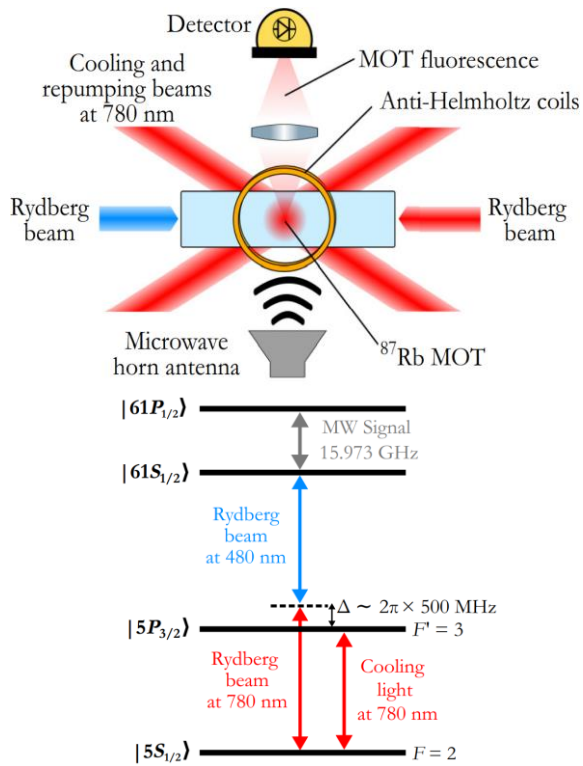 Detector
MOT fluorescence
Cooling and
repumping beams
at 780 nm
Anti-Helmholtz coils
Rydberg
beam
Rydberg
beam
Microwave
horn antenna
⁸⁷Rb MOT
|61P₁/₂⟩
MW Signal
15.973 GHz
|61S₁/₂⟩
Rydberg
beam
at 480 nm
Δ ~ 2π × 500 MHz
|5P₃/₂⟩
F' = 3
Rydberg
beam
at 780 nm
Cooling
light
at 780 nm
|5S₁/₂⟩
F = 2